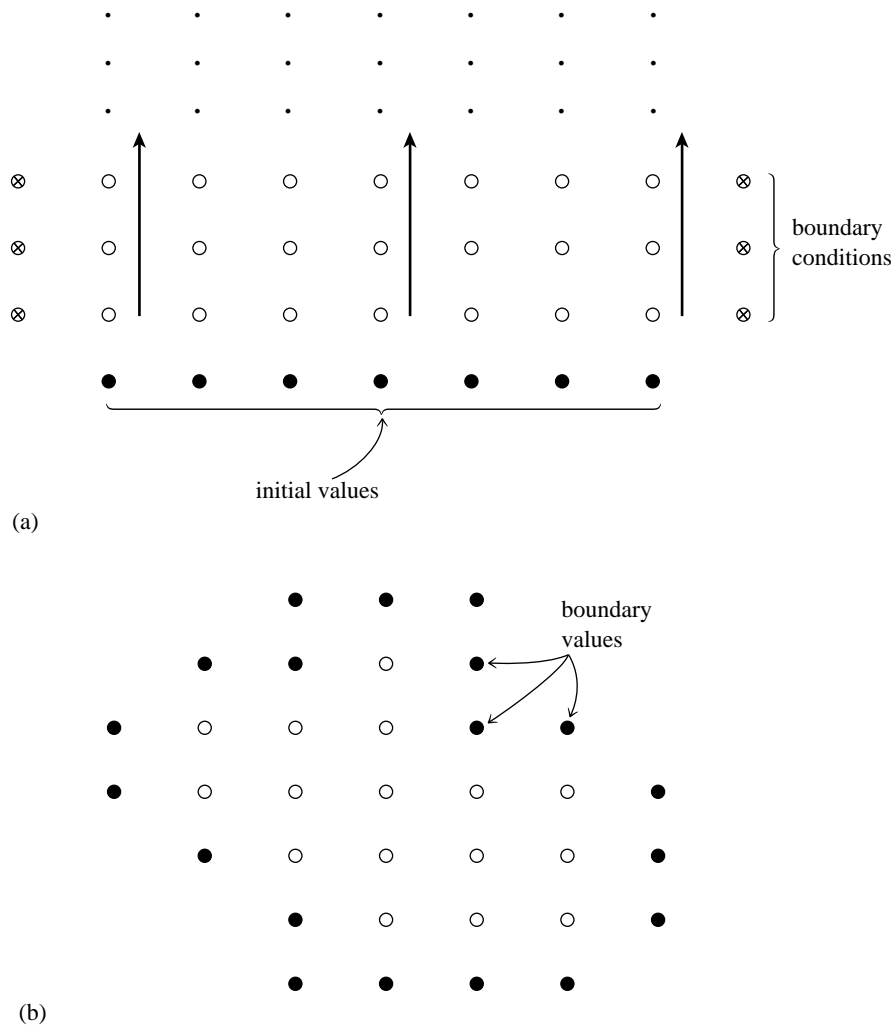 boundary
conditions
initial values
(a)
boundary
values
(b)